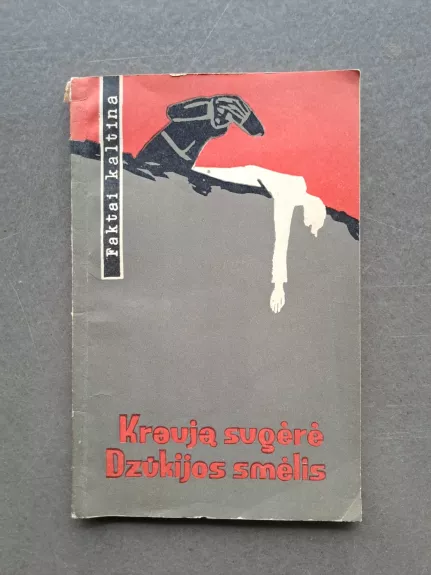 Faktai kaltina
Kraują sugėrė
Dzūkijos smėlis